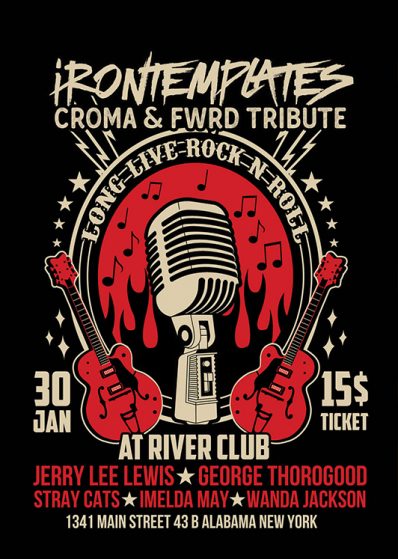 iRONTEMPLATES
CROMA & FWRD TRIBUTE
LONG LIVE ROCK N ROLL
30
JAN
15$
TICKET
AT RIVER CLUB
JERRY LEE LEWIS ★ GEORGE THOROGOOD
STRAY CATS ★ IMELDA MAY ★ WANDA JACKSON
1341 MAIN STREET 43 B ALABAMA NEW YORK